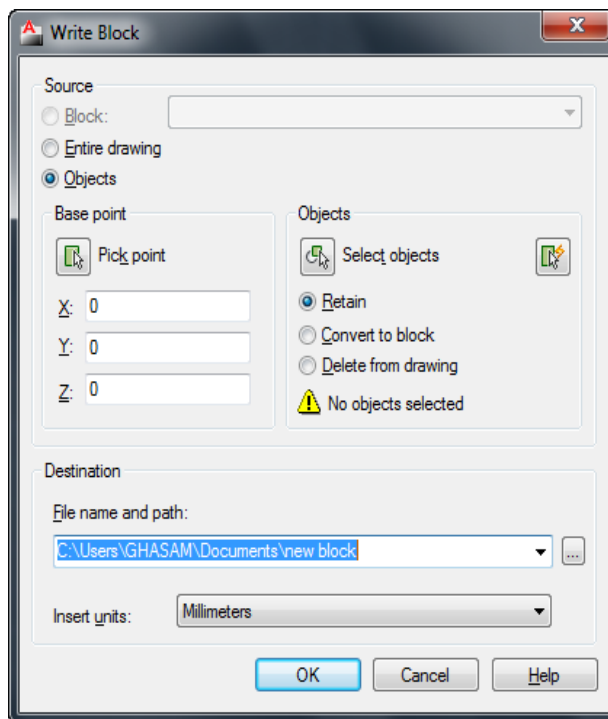 Write Block
Source
Block:
Entire drawing
Objects
Base point
Pick point
X: 0
Y: 0
Z: 0
Objects
Select objects
Retain
Convert to block
Delete from drawing
No objects selected
Destination
File name and path:
C:\Users\GHASAM\Documents\new block
...
Insert units: Millimeters
OK Cancel Help